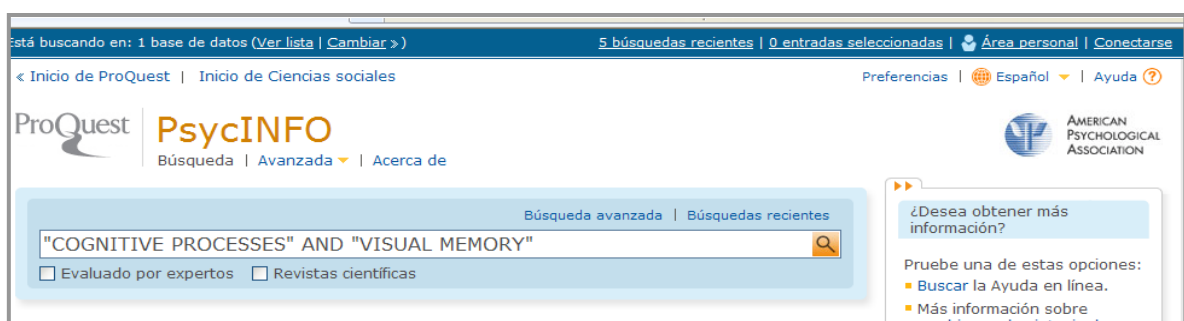 Está buscando en: 1 base de datos (Ver lista | Cambiar »)
5 búsquedas recientes | 0 entradas seleccionadas | Área personal | Conectarse
« Inicio de ProQuest | Inicio de Ciencias sociales
Preferencias | Español | Ayuda ?
ProQuest
PsycINFO
Búsqueda | Avanzada | Acerca de
AMERICAN
PSYCHOLOGICAL
ASSOCIATION
Búsqueda avanzada | Búsquedas recientes
"COGNITIVE PROCESSES" AND "VISUAL MEMORY"
Evaluado por expertos Revistas científicas
¿Desea obtener más
información?
Pruebe una de estas opciones:
Buscar la Ayuda en línea.
Más información sobre